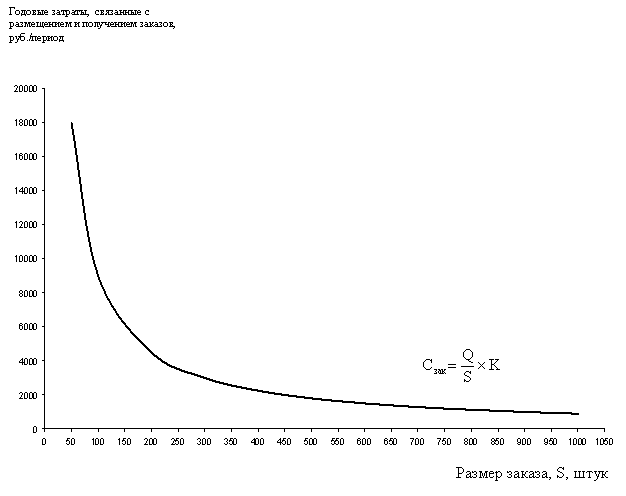 Годовые затраты, связанные с
размещением и получением заказов,
руб./период
20000
18000
16000
14000
12000
10000
8000
6000
4000
2000
0
C зак = Q/S × K
0 50 100 150 200 250 300 350 400 450 500 550 600 650 700 750 800 850 900 950 1000 1050
Размер заказа, S, штук